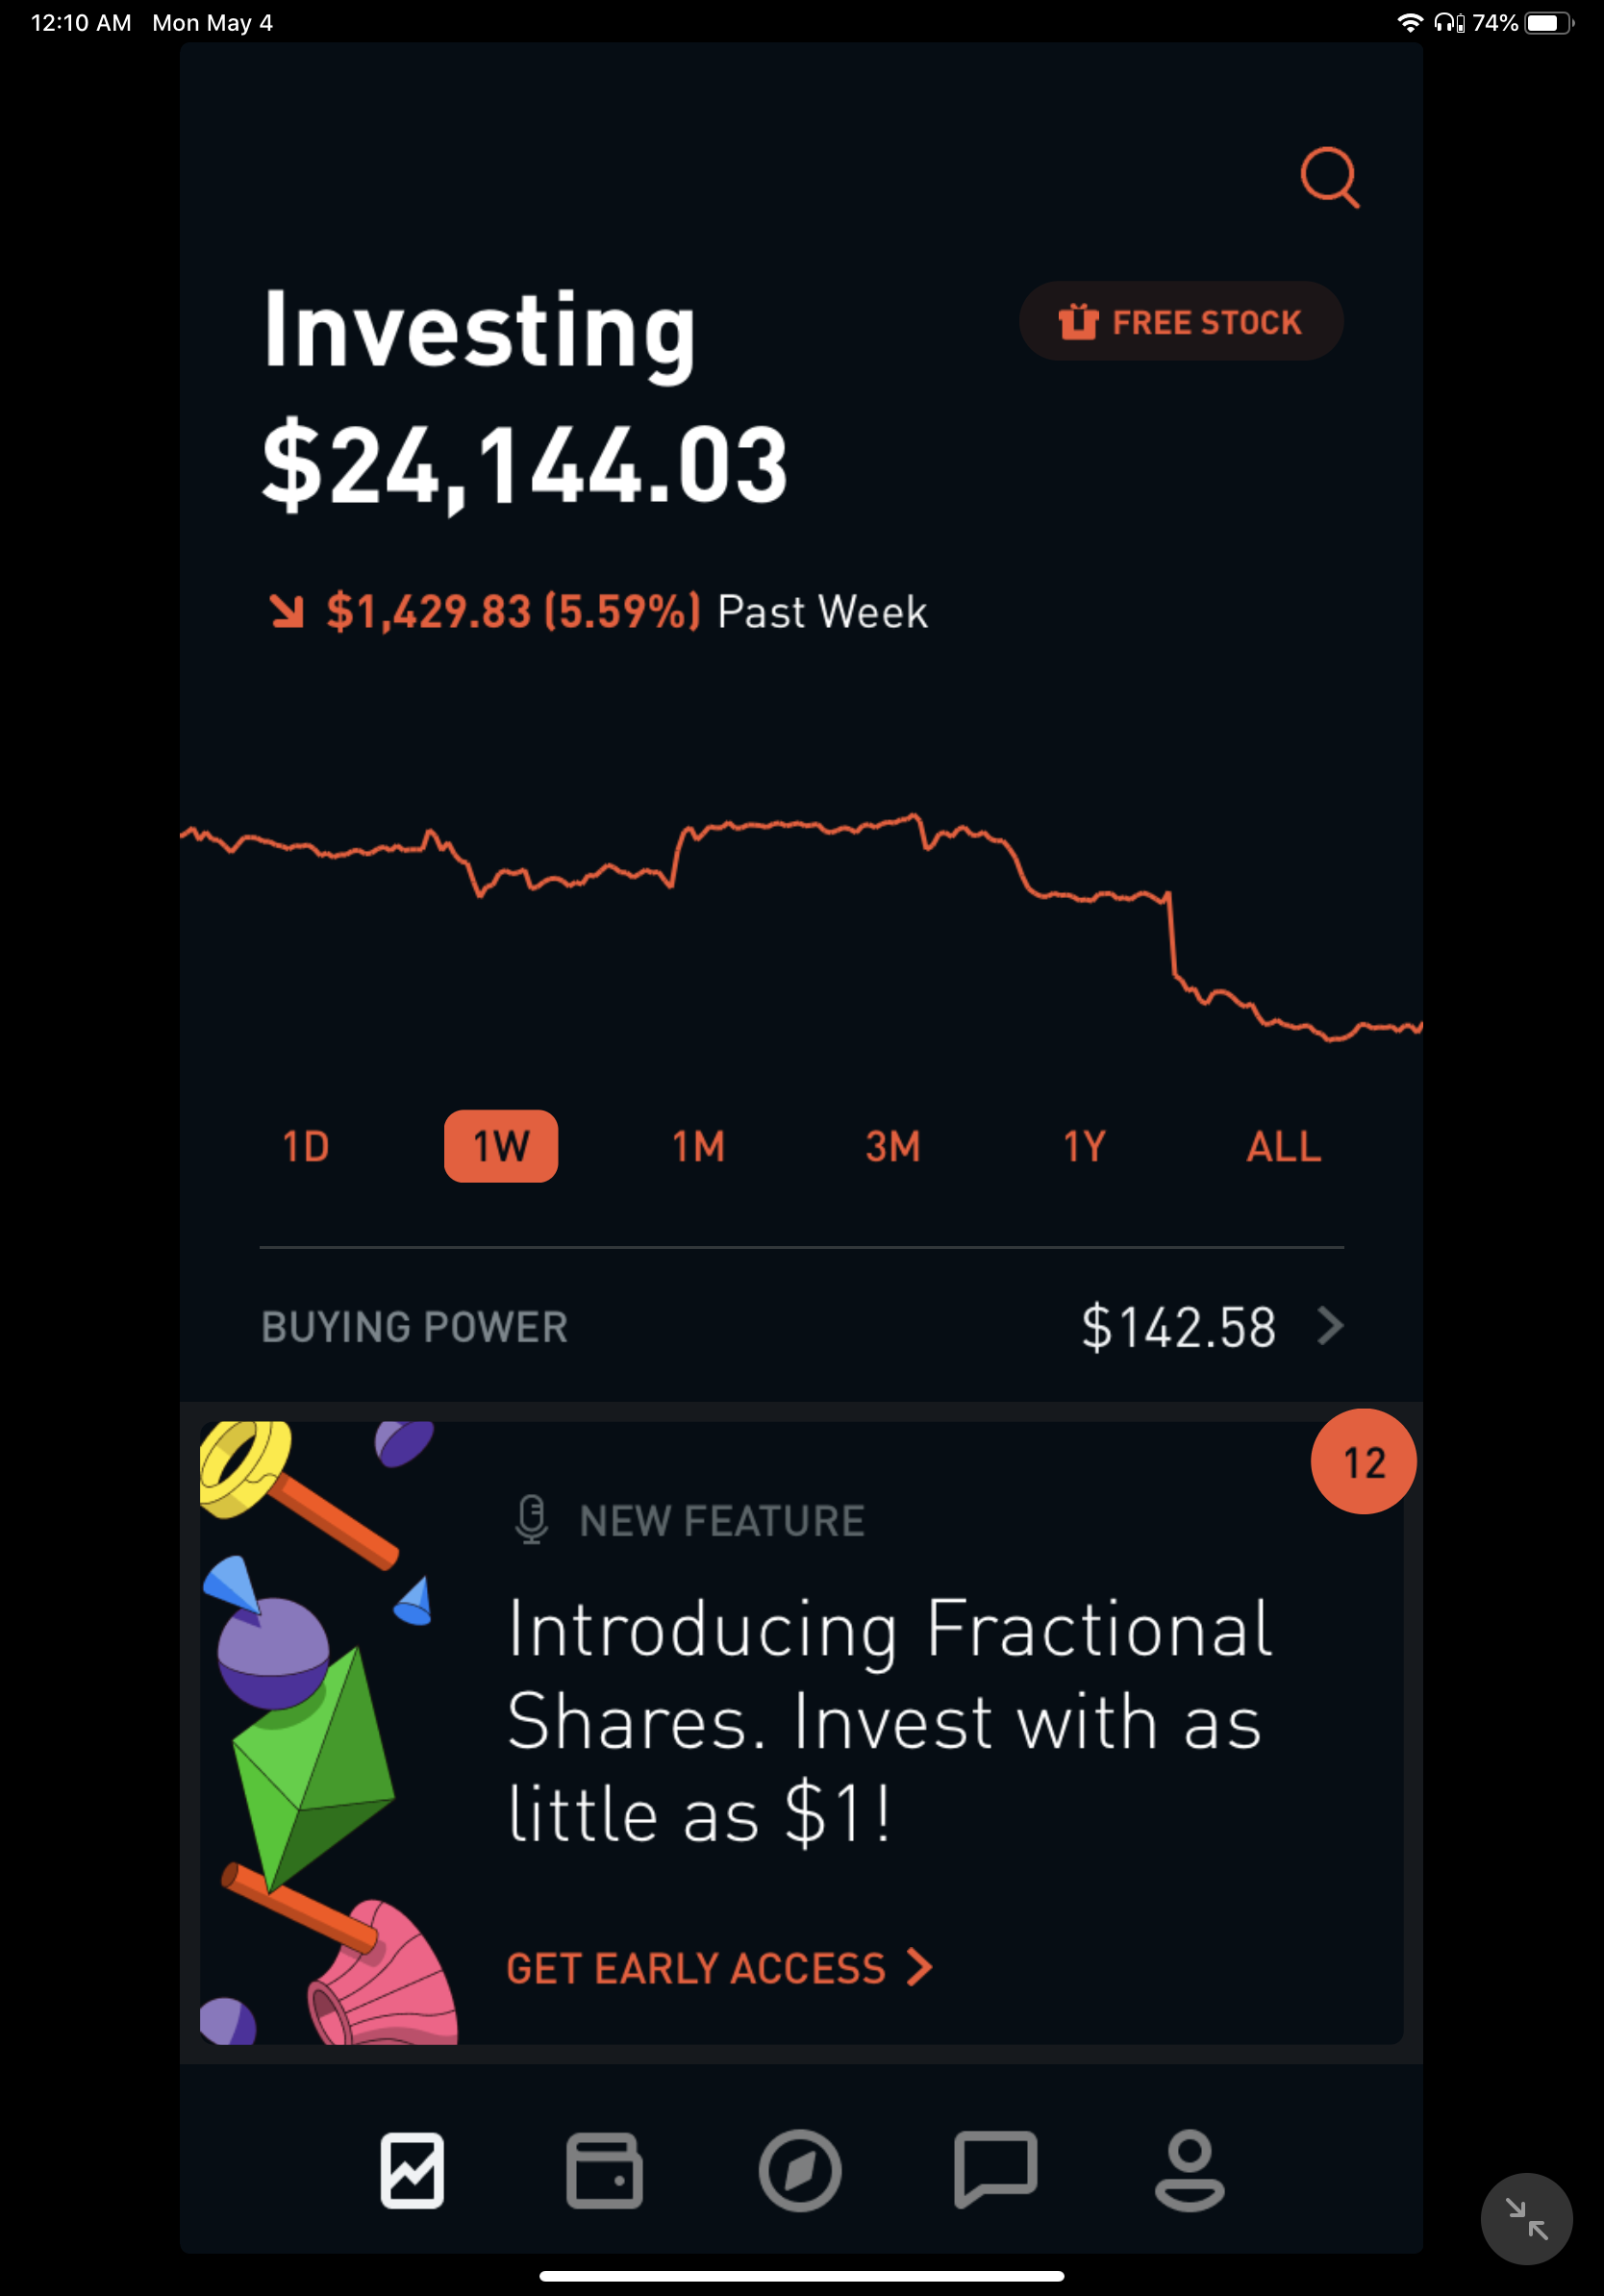 12:10 AM Mon May 4 74%
Investing
FREE STOCK
$24,144.03
$1,429.83 (5.59%) Past Week
1D 1W 1M 3M 1Y ALL
BUYING POWER $142.58
12
NEW FEATURE
Introducing Fractional
Shares. Invest with as
little as $1!
GET EARLY ACCESS